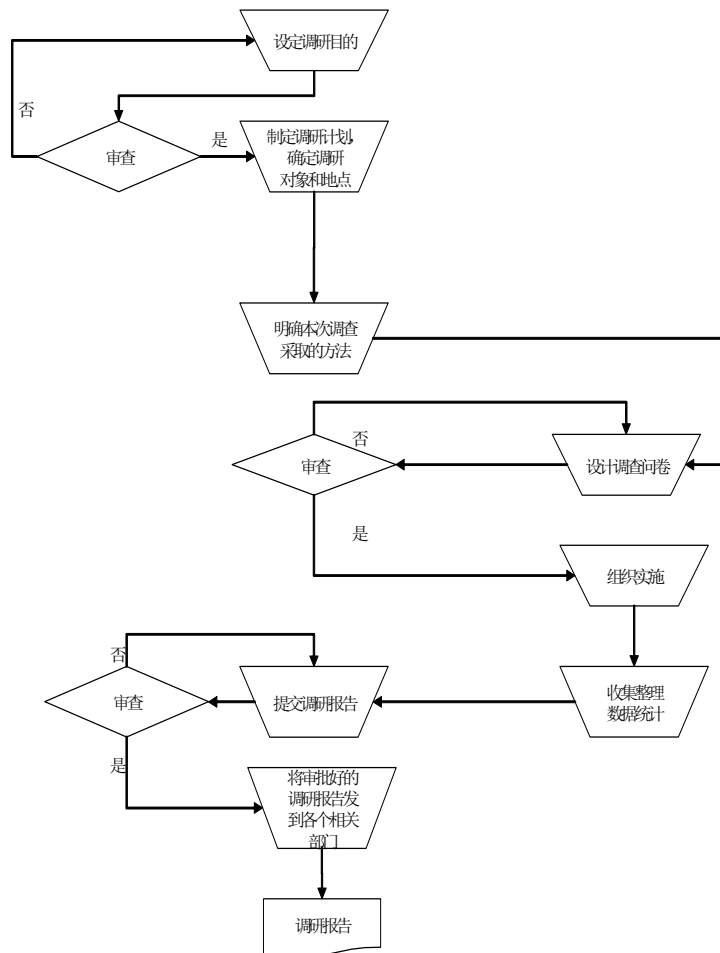 设定调研目的
否
审查
是
制定调研计划,
确定调研
对象和地点
明确本次调查
采取的方法
否
审查
设计调查问卷
是
组织实施
否
审查
提交调研报告
收集整理
数据统计
是
将审批好的
调研报告发
到各个相关
部门
调研报告